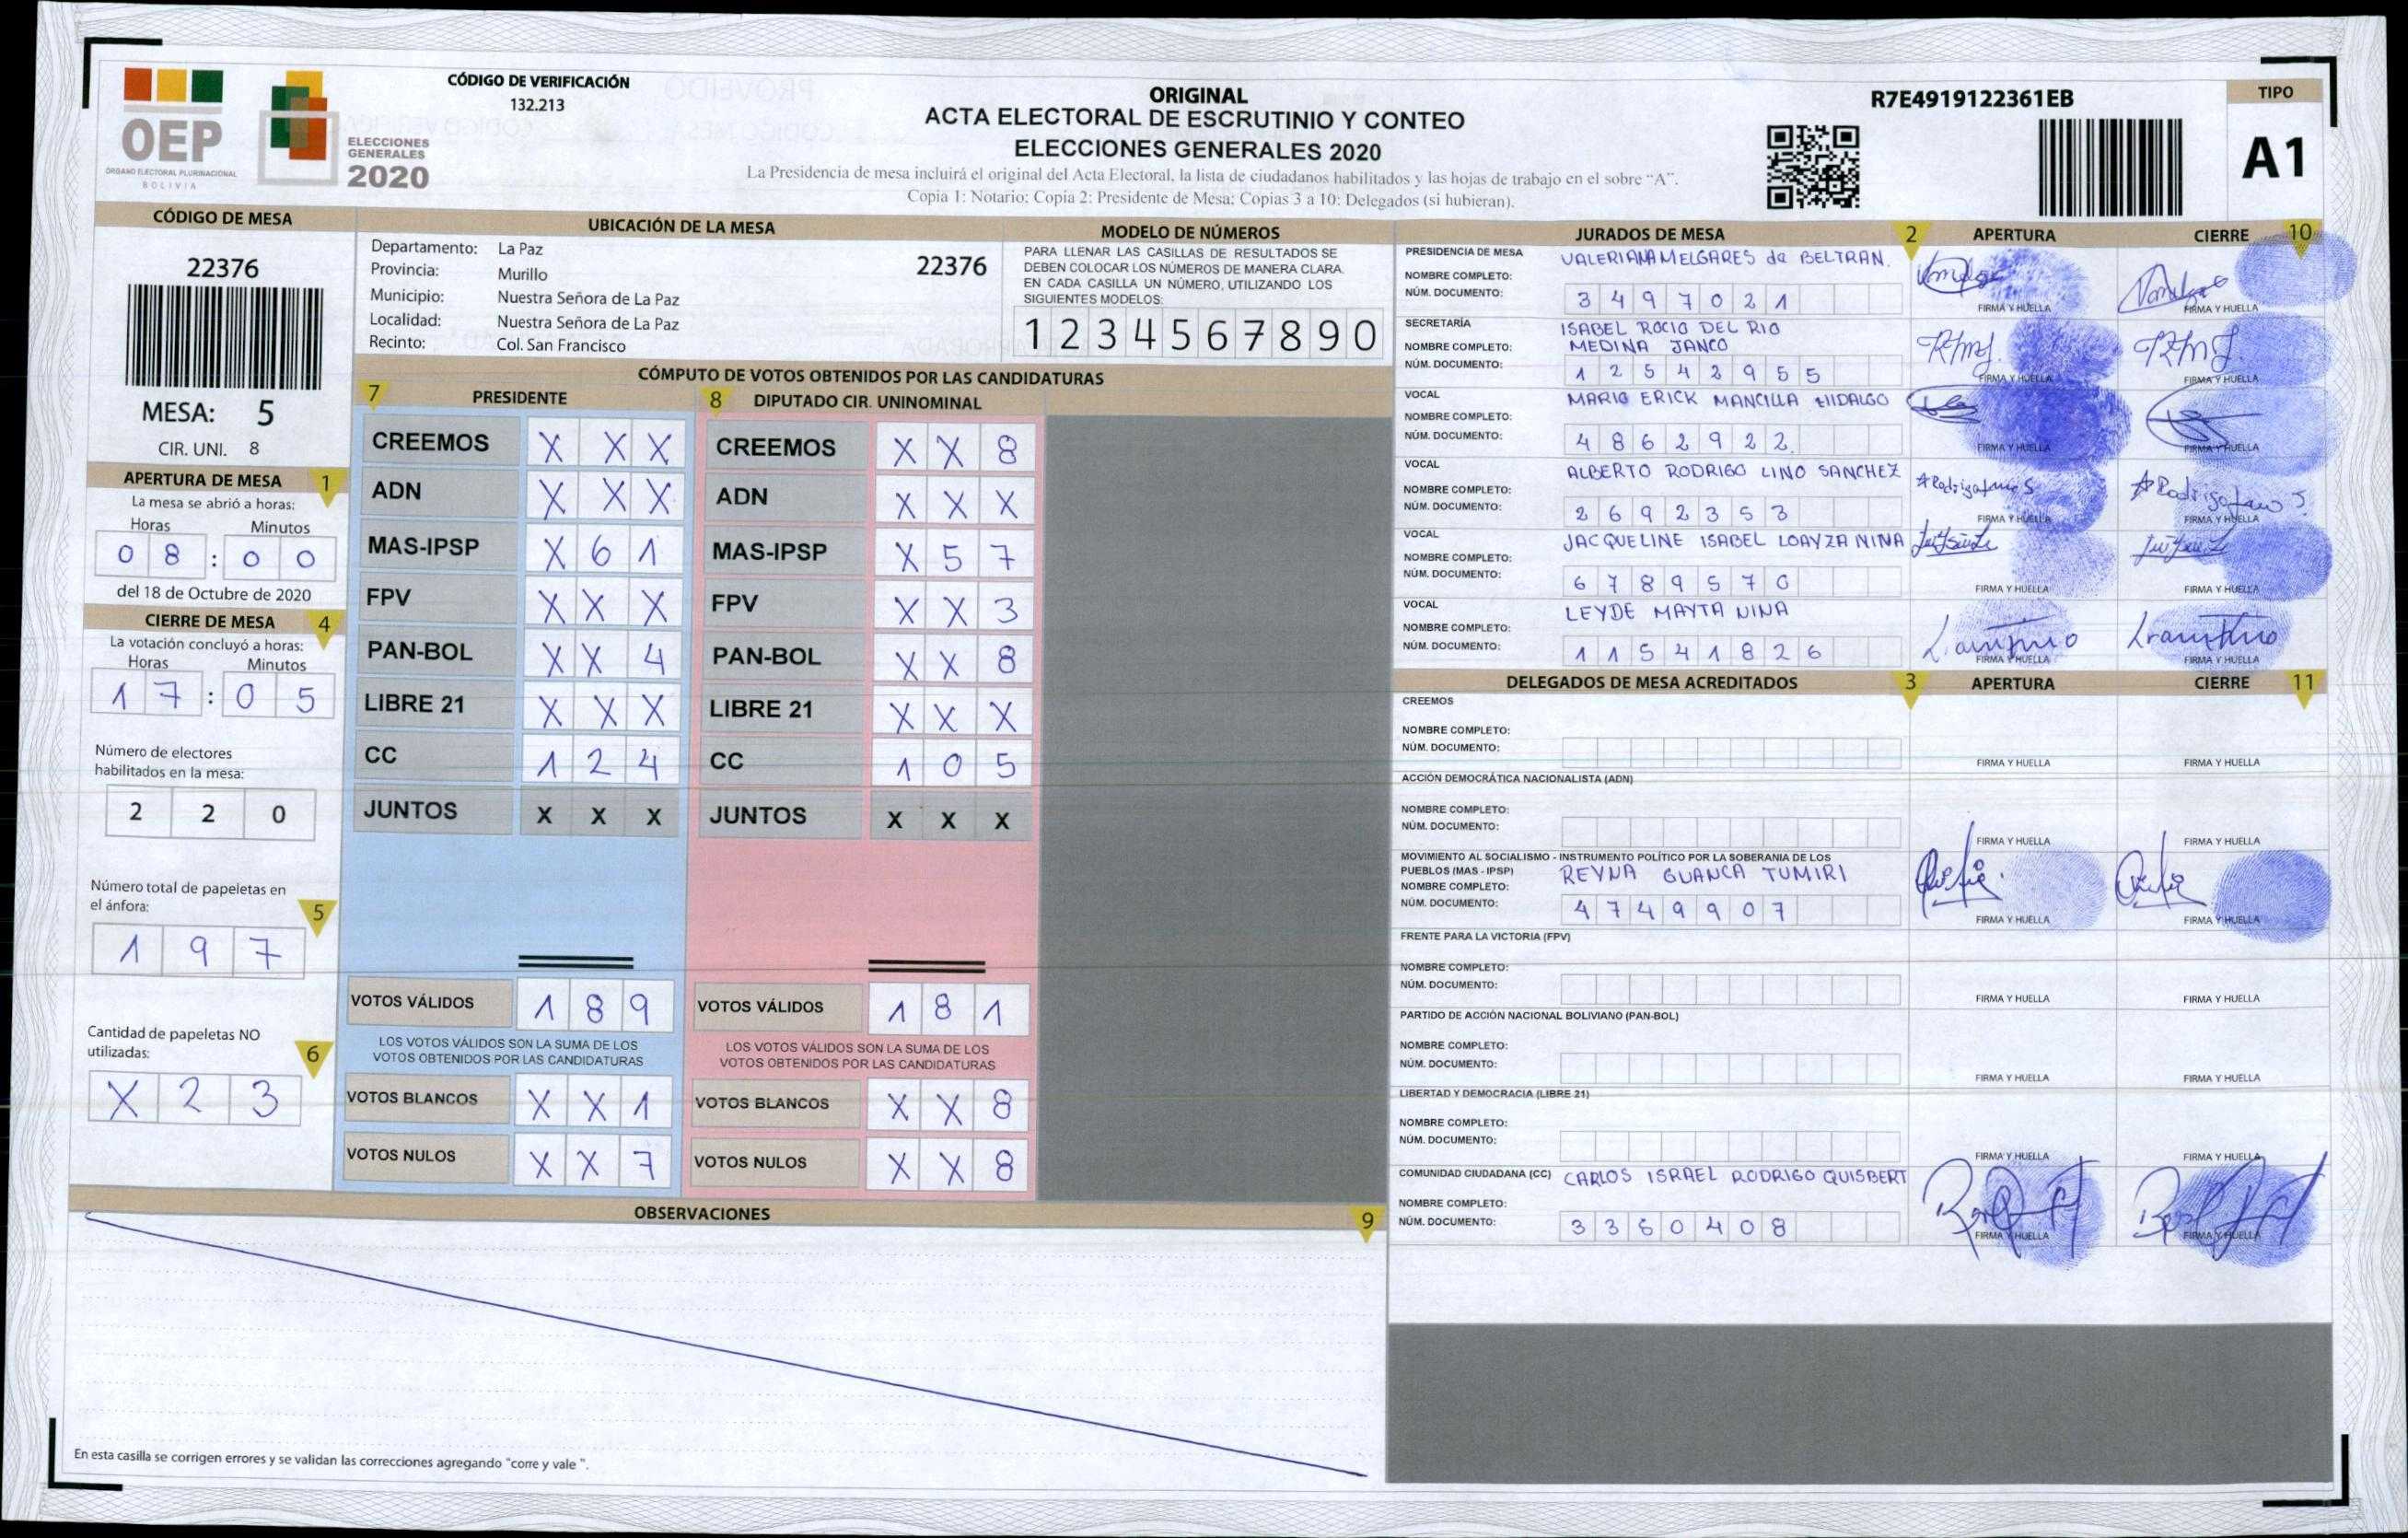 OEP
ÓRGANO ELECTORAL PLURINACIONAL
BOLIVIA
ELECCIONES
GENERALES
2020
CÓDIGO DE VERIFICACIÓN
132.213
ORIGINAL
ACTA ELECTORAL DE ESCRUTINIO Y CONTEO
ELECCIONES GENERALES 2020
La Presidencia de mesa incluirá el original del Acta Electoral, la lista de ciudadanos habilitados y las hojas de trabajo en el sobre “A”.
Copia 1: Notario; Copia 2: Presidente de Mesa; Copias 3 a 10: Delegados (si hubieran).
R7E4919122361EB
TIPO
A1
CÓDIGO DE MESA
22376
MESA: 5
CIR. UNI. 8
APERTURA DE MESA 1
La mesa se abrió a horas:
Horas Minutos
0 8 : 0 0
del 18 de Octubre de 2020
CIERRE DE MESA 4
La votación concluyó a horas:
Horas Minutos
1 7 : 0 5
Número de electores
habilitados en la mesa:
2 2 0
Número total de papeletas en
el ánfora: 5
1 9 7
Cantidad de papeletas NO
utilizadas: 6
X 2 3
UBICACIÓN DE LA MESA
Departamento: La Paz
Provincia: Murillo
Municipio: Nuestra Señora de La Paz
Localidad: Nuestra Señora de La Paz
Recinto: Col. San Francisco
22376
MODELO DE NÚMEROS
PARA LLENAR LAS CASILLAS DE RESULTADOS SE
DEBEN COLOCAR LOS NÚMEROS DE MANERA CLARA.
EN CADA CASILLA UN NÚMERO, UTILIZANDO LOS
SIGUIENTES MODELOS:
1 2 3 4 5 6 7 8 9 0
CÓMPUTO DE VOTOS OBTENIDOS POR LAS CANDIDATURAS
7 PRESIDENTE
CREEMOS X X X
ADN X X X
MAS-IPSP X 6 1
FPV X X X
PAN-BOL X X 4
LIBRE 21 X X X
CC 1 2 4
JUNTOS X X X
VOTOS VÁLIDOS 1 8 9
LOS VOTOS VÁLIDOS SON LA SUMA DE LOS
VOTOS OBTENIDOS POR LAS CANDIDATURAS
VOTOS BLANCOS X X 1
VOTOS NULOS X X 7
8 DIPUTADO CIR. UNINOMINAL
CREEMOS X X 8
ADN X X X
MAS-IPSP X 5 7
FPV X X 3
PAN-BOL X X 8
LIBRE 21 X X X
CC 1 0 5
JUNTOS X X X
VOTOS VÁLIDOS 1 8 1
LOS VOTOS VÁLIDOS SON LA SUMA DE LOS
VOTOS OBTENIDOS POR LAS CANDIDATURAS
VOTOS BLANCOS X X 8
VOTOS NULOS X X 8
OBSERVACIONES 9
En esta casilla se corrigen errores y se validan las correcciones agregando "corre y vale ".
JURADOS DE MESA 2 APERTURA CIERRE 10
PRESIDENCIA DE MESA
NOMBRE COMPLETO: VALERIANA MELGARES de BELTRAN.
NÚM. DOCUMENTO: 3 4 9 7 0 2 1
FIRMA Y HUELLA FIRMA Y HUELLA
SECRETARÍA
NOMBRE COMPLETO: ISABEL ROCIO DEL RIO
MEDINA JANCO
NÚM. DOCUMENTO: 1 2 5 4 2 9 5 5
FIRMA Y HUELLA FIRMA Y HUELLA
VOCAL
NOMBRE COMPLETO: MARIO ERICK MANCILLA HIDALGO
NÚM. DOCUMENTO: 4 8 6 2 9 2 2
FIRMA Y HUELLA FIRMA Y HUELLA
VOCAL
NOMBRE COMPLETO: ALBERTO RODRIGO LINO SANCHEZ
NÚM. DOCUMENTO: 2 6 9 2 3 5 3
FIRMA Y HUELLA FIRMA Y HUELLA
VOCAL
NOMBRE COMPLETO: JACQUELINE ISABEL LOAYZA NINA
NÚM. DOCUMENTO: 6 7 8 9 5 7 0
FIRMA Y HUELLA FIRMA Y HUELLA
VOCAL
NOMBRE COMPLETO: LEYDE MAYTA NINA
NÚM. DOCUMENTO: 1 1 5 4 1 8 2 6
FIRMA Y HUELLA FIRMA Y HUELLA
DELEGADOS DE MESA ACREDITADOS 3 APERTURA CIERRE 11
CREEMOS
NOMBRE COMPLETO:
NÚM. DOCUMENTO:
FIRMA Y HUELLA FIRMA Y HUELLA
ACCIÓN DEMOCRÁTICA NACIONALISTA (ADN)
NOMBRE COMPLETO:
NÚM. DOCUMENTO:
FIRMA Y HUELLA FIRMA Y HUELLA
MOVIMIENTO AL SOCIALISMO - INSTRUMENTO POLÍTICO POR LA SOBERANIA DE LOS
PUEBLOS (MAS - IPSP)
NOMBRE COMPLETO: REYNA GUANCA TUMIRI
NÚM. DOCUMENTO: 4 7 4 9 9 0 7
FIRMA Y HUELLA FIRMA Y HUELLA
FRENTE PARA LA VICTORIA (FPV)
NOMBRE COMPLETO:
NÚM. DOCUMENTO:
FIRMA Y HUELLA FIRMA Y HUELLA
PARTIDO DE ACCIÓN NACIONAL BOLIVIANO (PAN-BOL)
NOMBRE COMPLETO:
NÚM. DOCUMENTO:
FIRMA Y HUELLA FIRMA Y HUELLA
LIBERTAD Y DEMOCRACIA (LIBRE 21)
NOMBRE COMPLETO:
NÚM. DOCUMENTO:
FIRMA Y HUELLA FIRMA Y HUELLA
COMUNIDAD CIUDADANA (CC)
NOMBRE COMPLETO: CARLOS ISRAEL RODRIGO QUISBERT
NÚM. DOCUMENTO: 3 3 6 0 4 0 8
FIRMA Y HUELLA FIRMA Y HUELLA